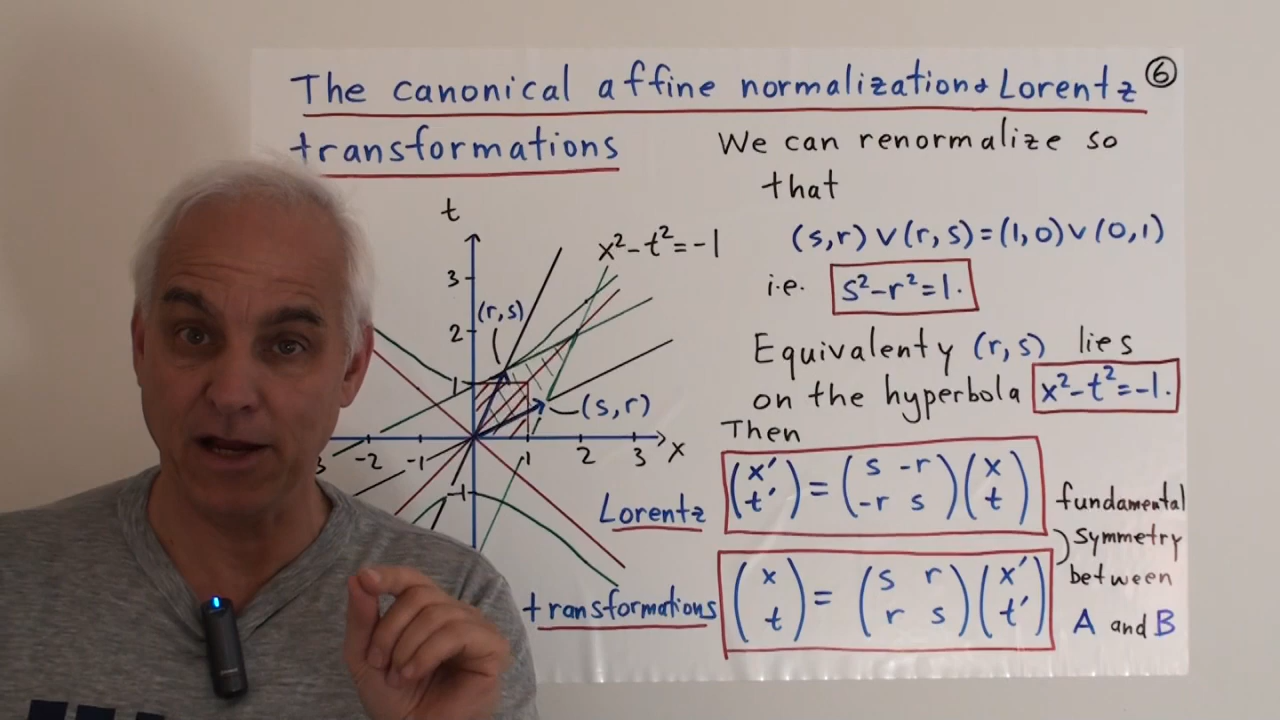 The canonical affine normalization & Lorentz ⑥
transformations
We can renormalize so
that
(s,r) ∨ (r,s) = (1,0) ∨ (0,1)
i.e. s²-r²=1.
Equivalenty (r,s) lies
on the hyperbola x²-t²=-1.
Then
(x' t') = (s -r -r s)(x t)
(x t) = (s r r s)(x' t')
fundamental
symmetry
between
A and B
Lorentz
transformations
t
x²-t²=-1
3
(r,s)
2
1
(s,r)
3 -2 -1 1 2 3 x
-1